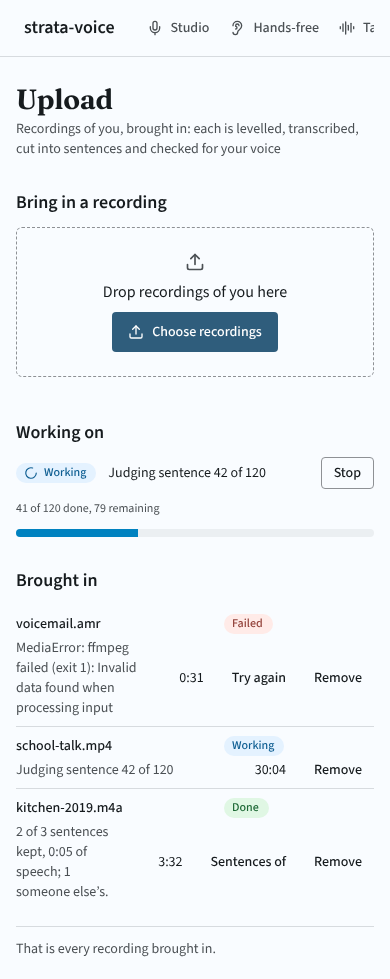 strata-voice
Studio
Hands-free
Upload
Recordings of you, brought in: each is levelled, transcribed,
cut into sentences and checked for your voice
Bring in a recording
Drop recordings of you here
Choose recordings
Working on
Working
Judging sentence 42 of 120
Stop
41 of 120 done, 79 remaining
Brought in
voicemail.amr
Failed
MediaError: ffmpeg
failed (exit 1): Invalid
data found when
processing input
0:31
Try again
Remove
school-talk.mp4
Working
Judging sentence 42 of 120
30:04
Remove
kitchen-2019.m4a
Done
2 of 3 sentences
kept, 0:05 of
speech; 1
someone else’s.
3:32
Sentences of
Remove
That is every recording brought in.